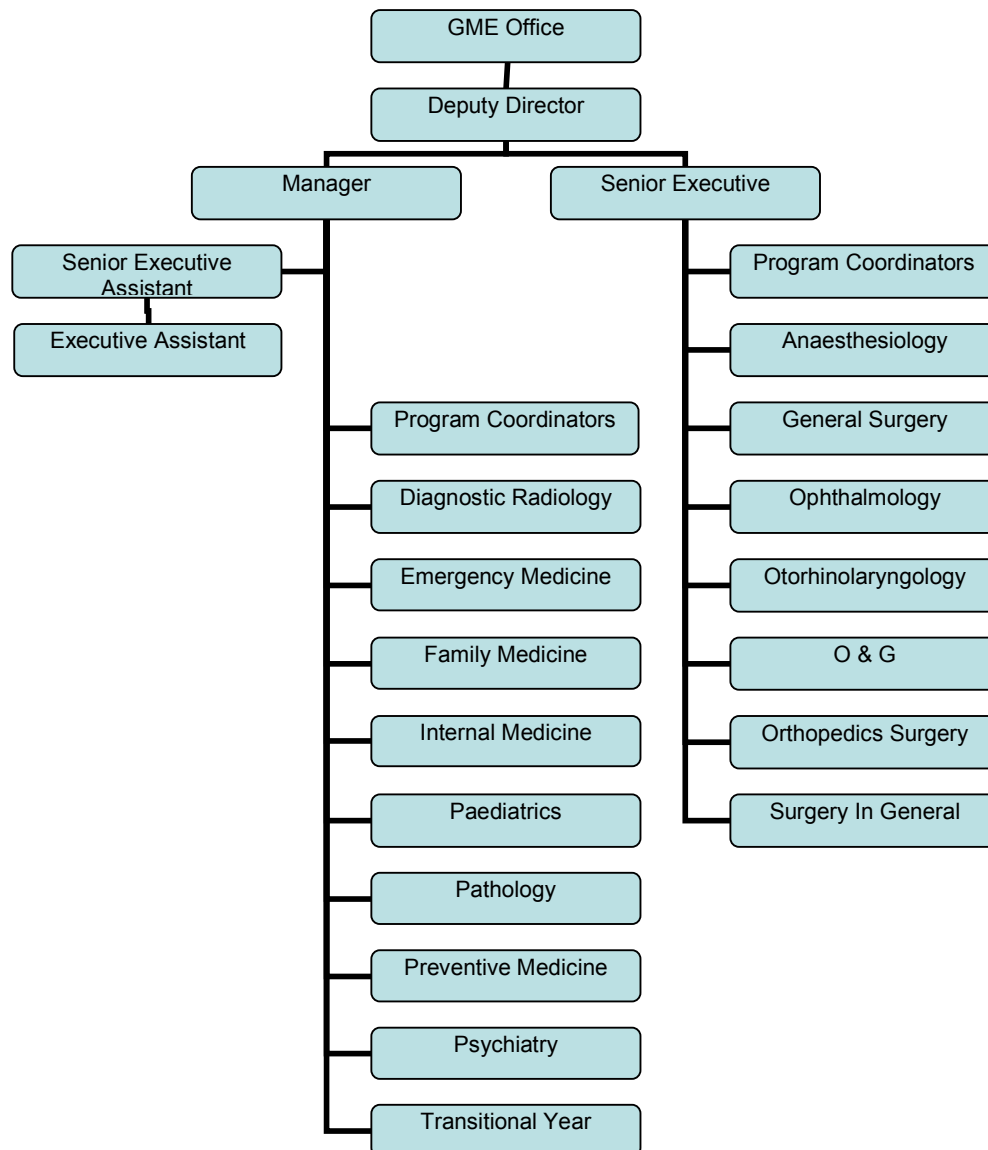 GME Office
Deputy Director
Manager
Senior Executive
Senior Executive
Assistant
Executive Assistant
Program Coordinators
Diagnostic Radiology
Emergency Medicine
Family Medicine
Internal Medicine
Paediatrics
Pathology
Preventive Medicine
Psychiatry
Transitional Year
Program Coordinators
Anaesthesiology
General Surgery
Ophthalmology
Otorhinolaryngology
O & G
Orthopedics Surgery
Surgery In General